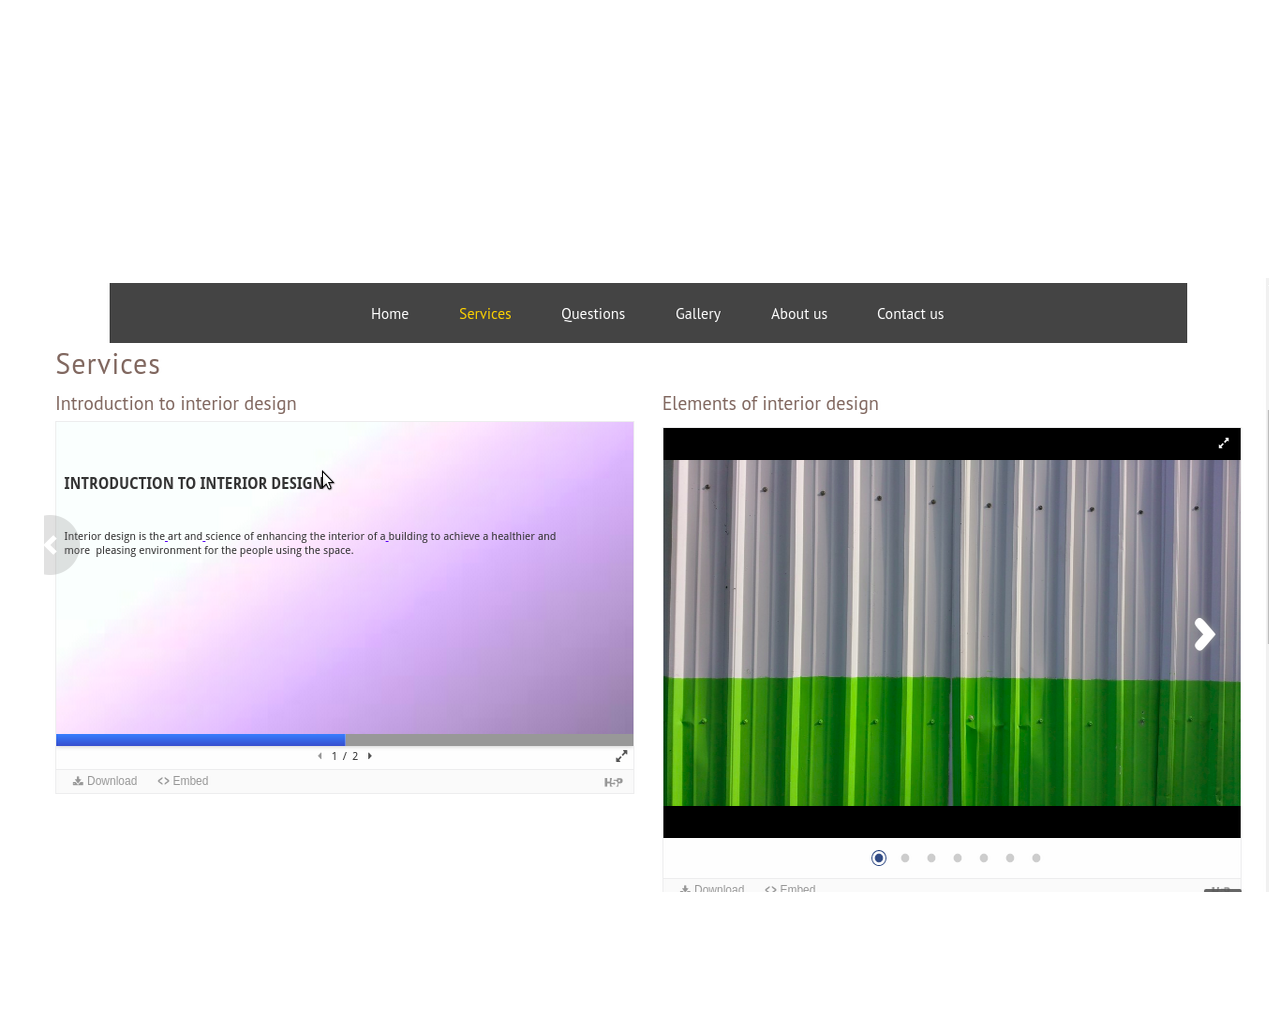 Home Services Questions Gallery About us Contact us
Services
Introduction to interior design
INTRODUCTION TO INTERIOR DESIGN
Interior design is the art and science of enhancing the interior of a building to achieve a healthier and
more pleasing environment for the people using the space.
1 / 2
Download Embed H-P
Elements of interior design
Download Embed